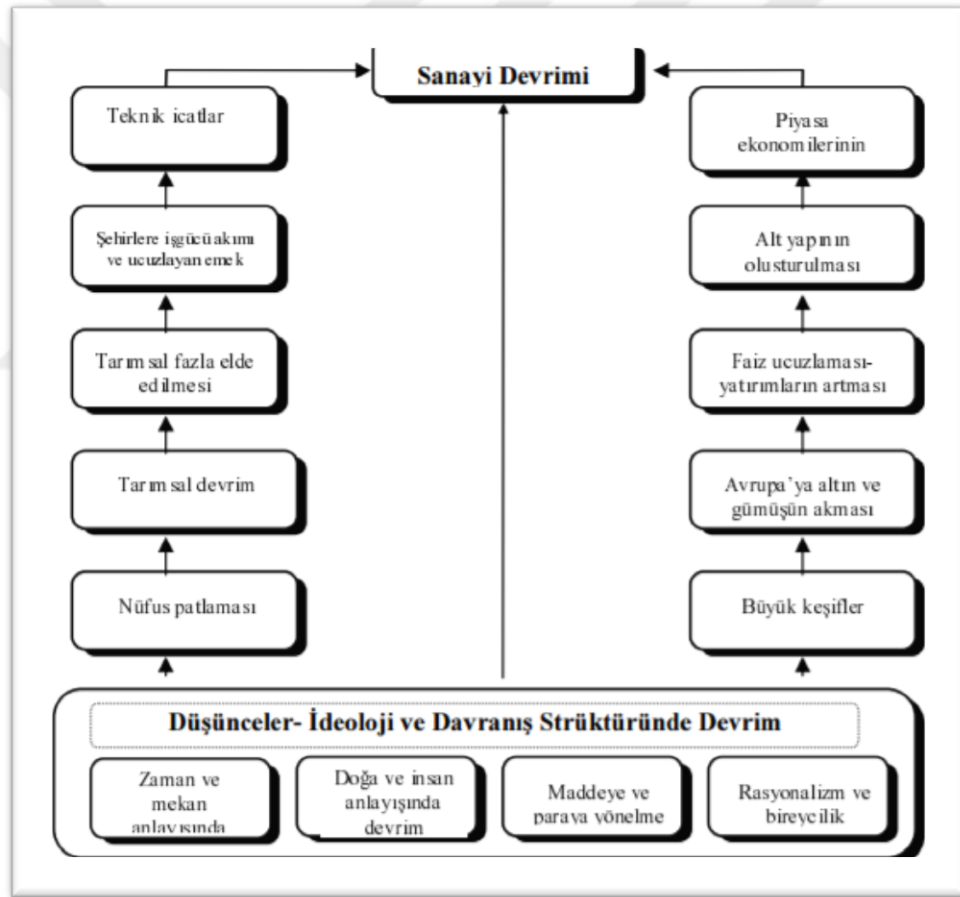 Sanayi Devrimi
Teknik icatlar
Şehirlere işgücü akımı
ve ucuzlayan emek
Tarımsal fazla elde
edilmesi
Tarımsal devrim
Nüfus patlaması
Piyasa
ekonomilerinin
Alt yapının
olusturulması
Faiz ucuzlaması-
yatırımların artması
Avrupa'ya altın ve
gümüşün akması
Büyük keşifler
Düşünceler- İdeoloji ve Davranış Strüktüründe Devrim
Zaman ve
mekan
anlayışında
Doğa ve insan
anlayışında
devrim
Maddeye ve
paraya yönelme
Rasyonalizm ve
bireycilik